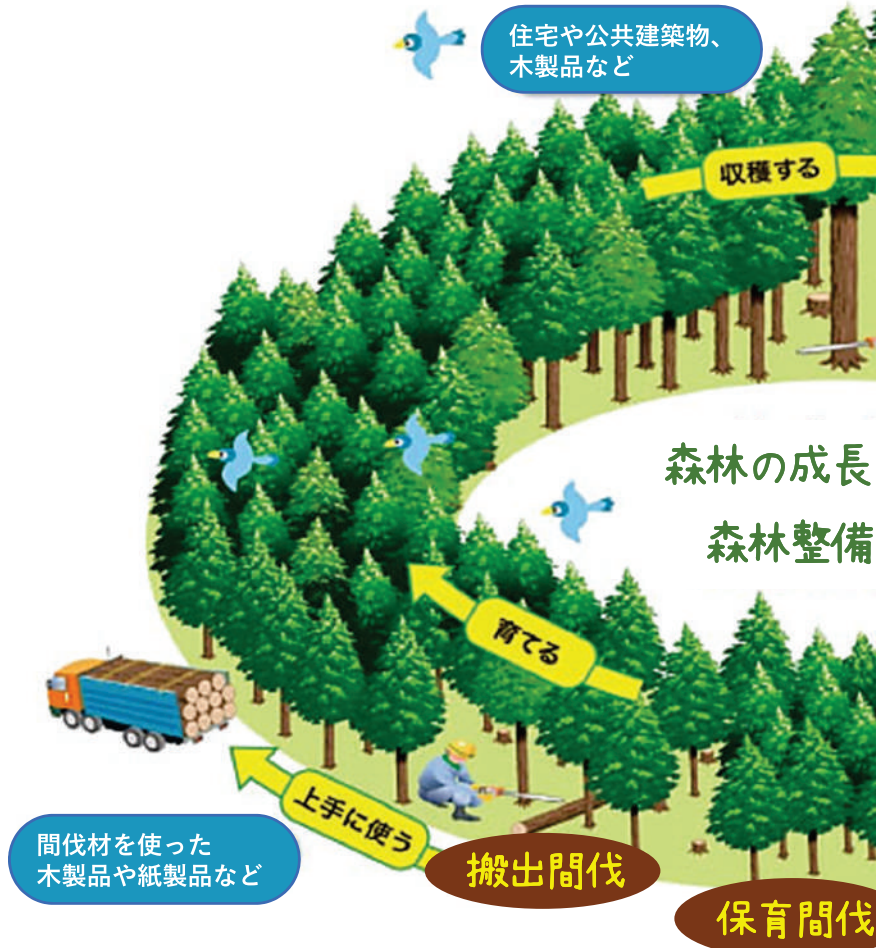 住宅や公共建築物、
木製品など
収穫する
森林の成長
森林整備
育てる
上手に使う
間伐材を使った
木製品や紙製品など
搬出間伐
保育間伐